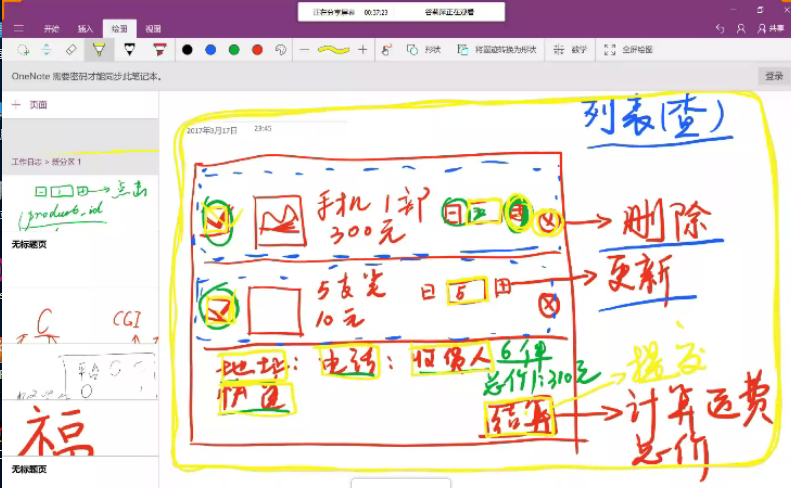 正在分享屏幕 00:37:23
开始 插入 绘图 视图
共享
形状 将墨迹转换为形状 数学 全屏绘图
OneNote 需要密码才能同步此笔记本。
登录
页面
工作日志 > 新分区 1
点击
product_id
无标题页
C CGI
福
无标题页
2017年3月17日 23:45
列表(查)
手机 1部
300元
删除
5支笔
10元
5
更新
地址: 电话: 收货人
6件
总价:310元
结算
提交
计算运费
总价